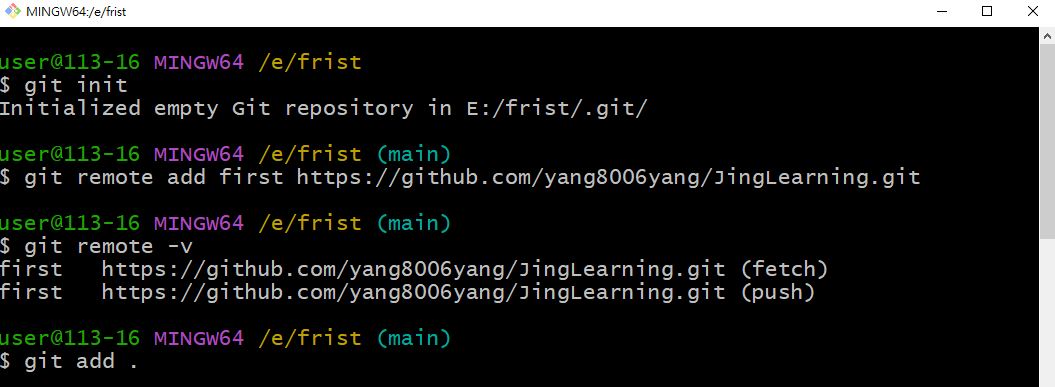 MINGW64:/e/frist
user@113-16 MINGW64 /e/frist
$ git init
Initialized empty Git repository in E:/frist/.git/
user@113-16 MINGW64 /e/frist (main)
$ git remote add first https://github.com/yang8006yang/JingLearning.git
user@113-16 MINGW64 /e/frist (main)
$ git remote -v
first   https://github.com/yang8006yang/JingLearning.git (fetch)
first   https://github.com/yang8006yang/JingLearning.git (push)
user@113-16 MINGW64 /e/frist (main)
$ git add .